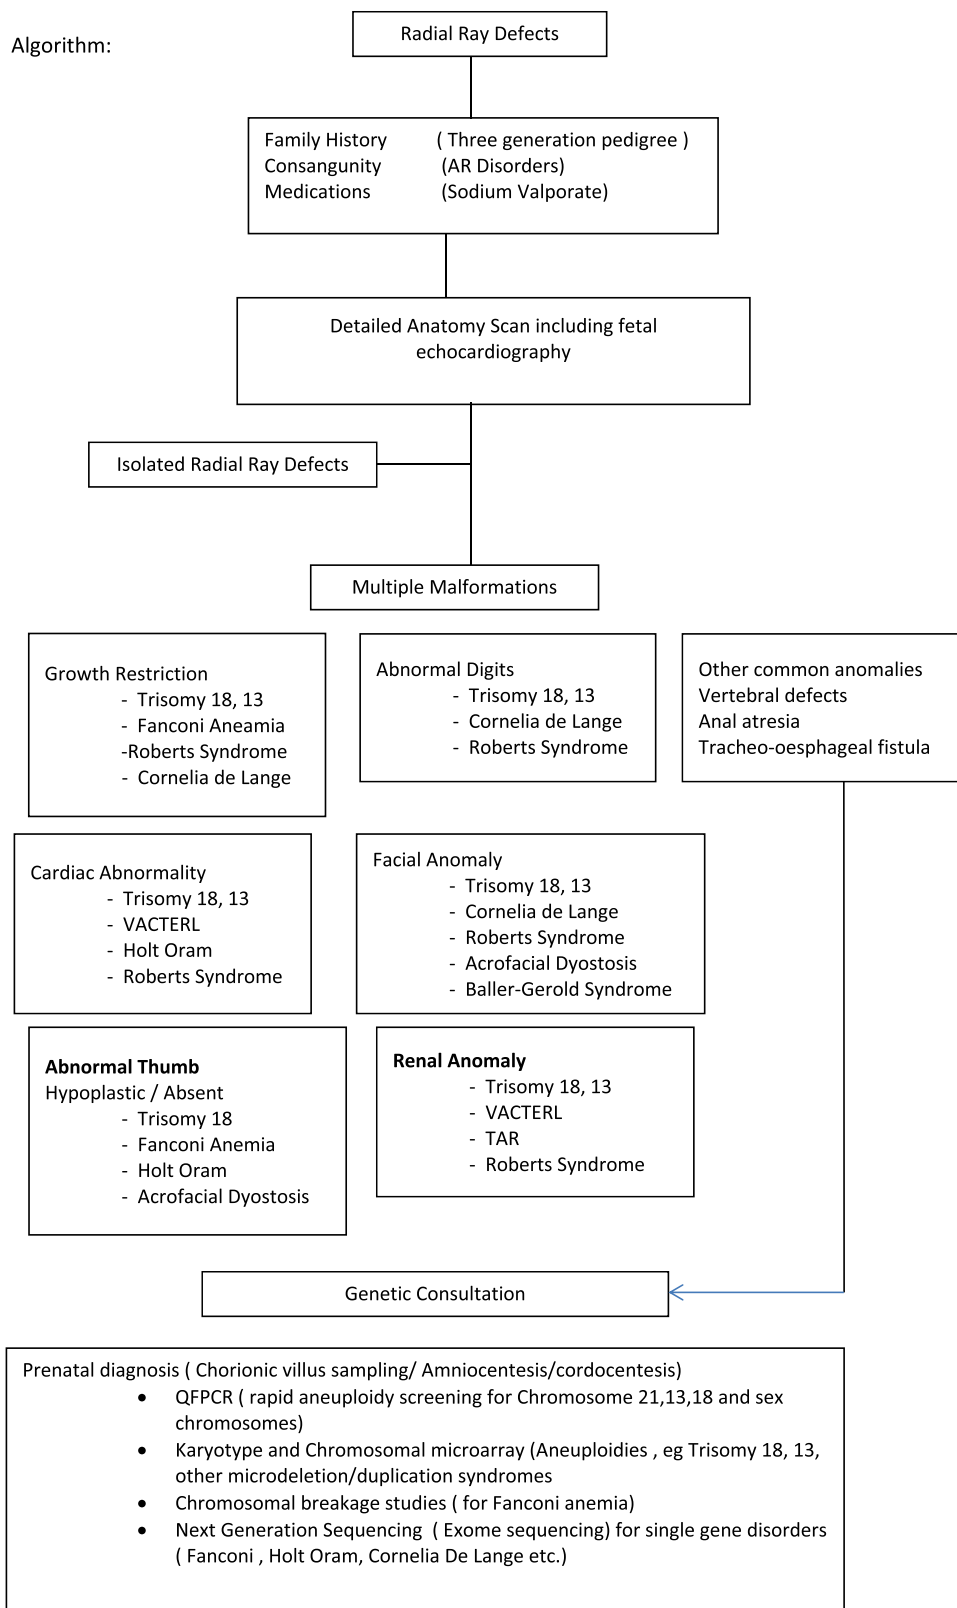 Algorithm:
Radial Ray Defects
Family History ( Three generation pedigree )
Consangunity (AR Disorders)
Medications (Sodium Valporate)
Detailed Anatomy Scan including fetal
echocardiography
Isolated Radial Ray Defects
Multiple Malformations
Growth Restriction
- Trisomy 18, 13
- Fanconi Aneamia
-Roberts Syndrome
- Cornelia de Lange
Abnormal Digits
- Trisomy 18, 13
- Cornelia de Lange
- Roberts Syndrome
Other common anomalies
Vertebral defects
Anal atresia
Tracheo-oesphageal fistula
Cardiac Abnormality
- Trisomy 18, 13
- VACTERL
- Holt Oram
- Roberts Syndrome
Facial Anomaly
- Trisomy 18, 13
- Cornelia de Lange
- Roberts Syndrome
- Acrofacial Dyostosis
- Baller-Gerold Syndrome
Abnormal Thumb
Hypoplastic / Absent
- Trisomy 18
- Fanconi Anemia
- Holt Oram
- Acrofacial Dyostosis
Renal Anomaly
- Trisomy 18, 13
- VACTERL
- TAR
- Roberts Syndrome
Genetic Consultation
Prenatal diagnosis ( Chorionic villus sampling/ Amniocentesis/cordocentesis)
• QFPCR ( rapid aneuploidy screening for Chromosome 21,13,18 and sex
chromosomes)
• Karyotype and Chromosomal microarray (Aneuploidies , eg Trisomy 18, 13,
other microdeletion/duplication syndromes
• Chromosomal breakage studies ( for Fanconi anemia)
• Next Generation Sequencing ( Exome sequencing) for single gene disorders
( Fanconi , Holt Oram, Cornelia De Lange etc.)